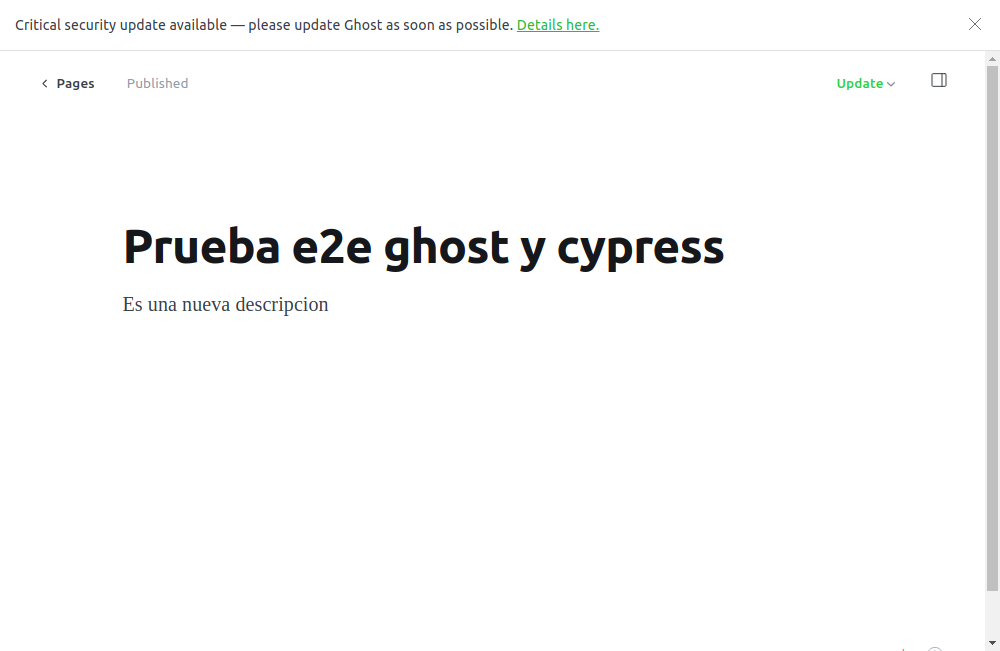 Critical security update available — please update Ghost as soon as possible. Details here.
Pages Published Update
Prueba e2e ghost y cypress
Es una nueva descripcion